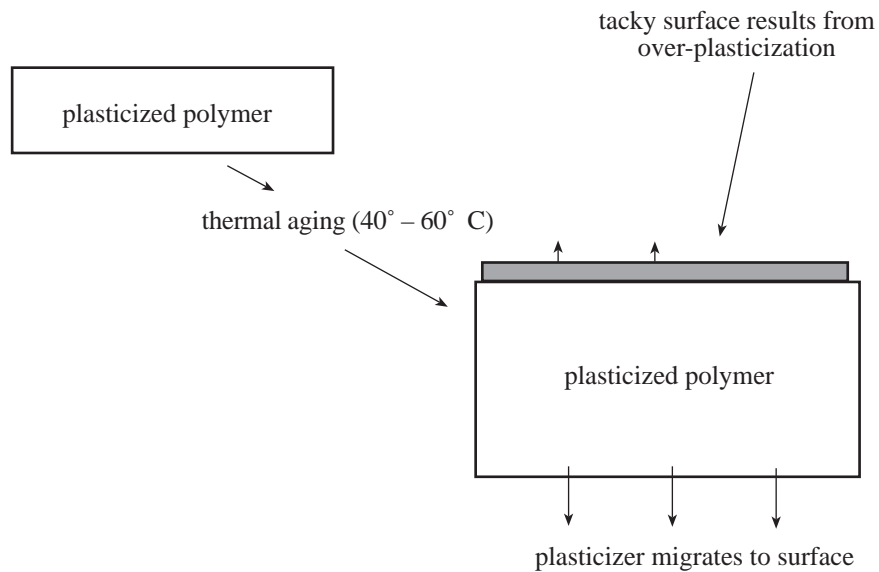 tacky surface results from
over-plasticization
plasticized polymer
thermal aging (40° – 60° C)
plasticized polymer
plasticizer migrates to surface